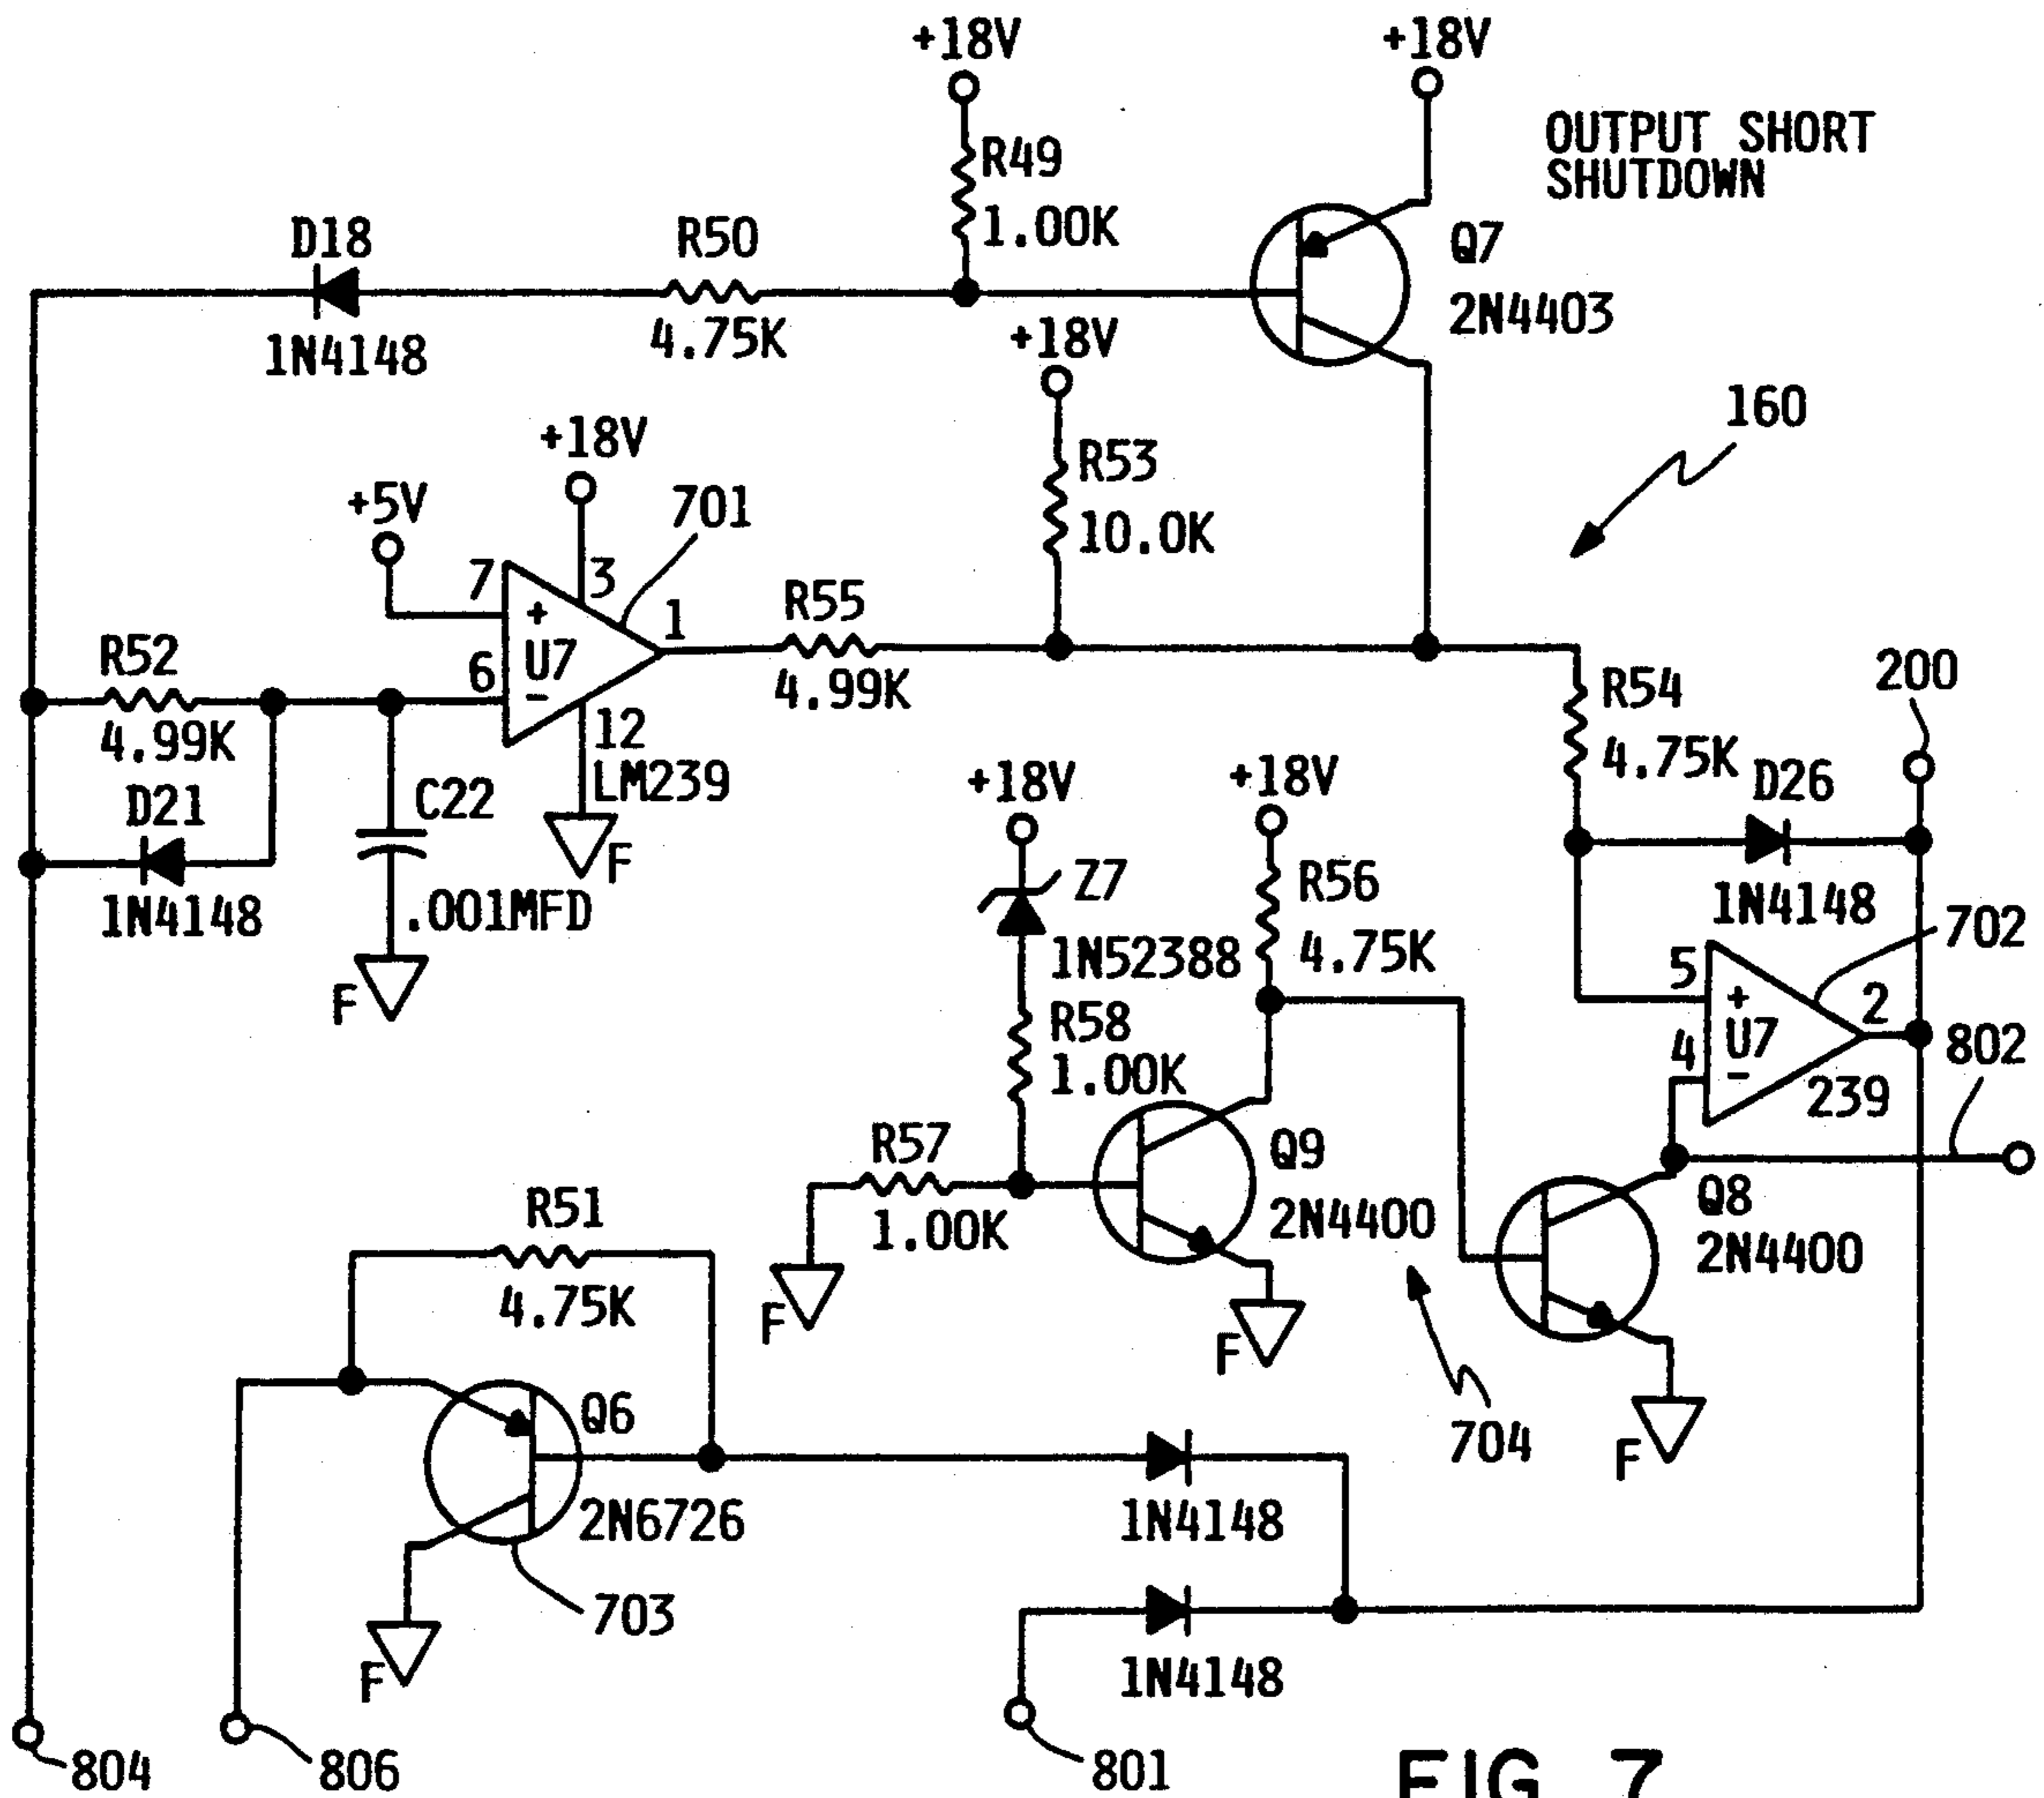 +18V
+18V
OUTPUT SHORT
SHUTDOWN
R49
1.00K
D18
1N4148
R50
4.75K
Q7
2N4403
+18V
160
+18V
+5V
701
R53
10.0K
7
3
+
U7
6
-
1
12
LM239
R55
4.99K
R52
4.99K
R54
4.75K
200
D21
1N4148
C22
.001MFD
F
F
+18V
+18V
D26
1N4148
Z7
1N52388
R56
4.75K
702
5
+
U7
4
-
2
239
802
R58
1.00K
R57
1.00K
Q9
2N4400
Q8
2N4400
R51
4.75K
F
F
F
704
Q6
2N6726
1N4148
703
F
1N4148
804
806
801
FIG. 7